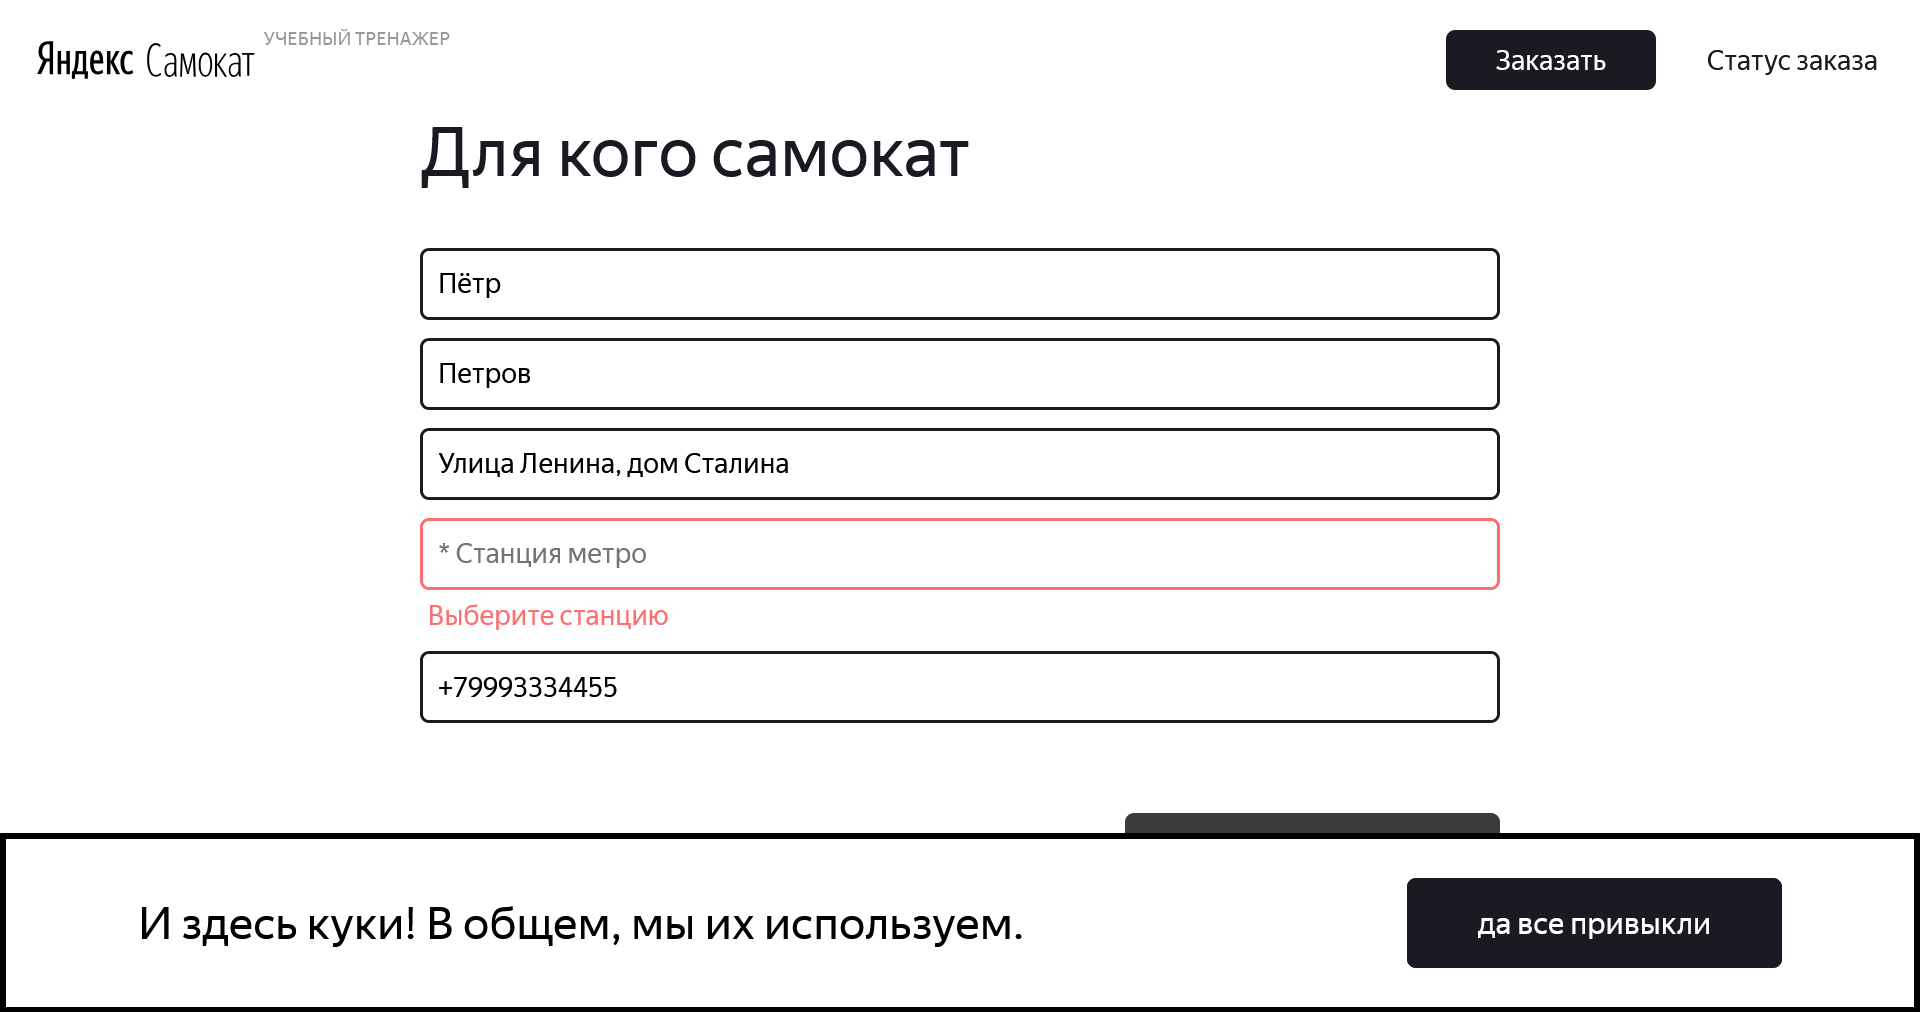 Яндекс Самокат
УЧЕБНЫЙ ТРЕНАЖЕР
Заказать
Статус заказа
Для кого самокат
Пётр
Петров
Улица Ленина, дом Сталина
* Станция метро
Выберите станцию
+79993334455
И здесь куки! В общем, мы их используем.
да все привыкли